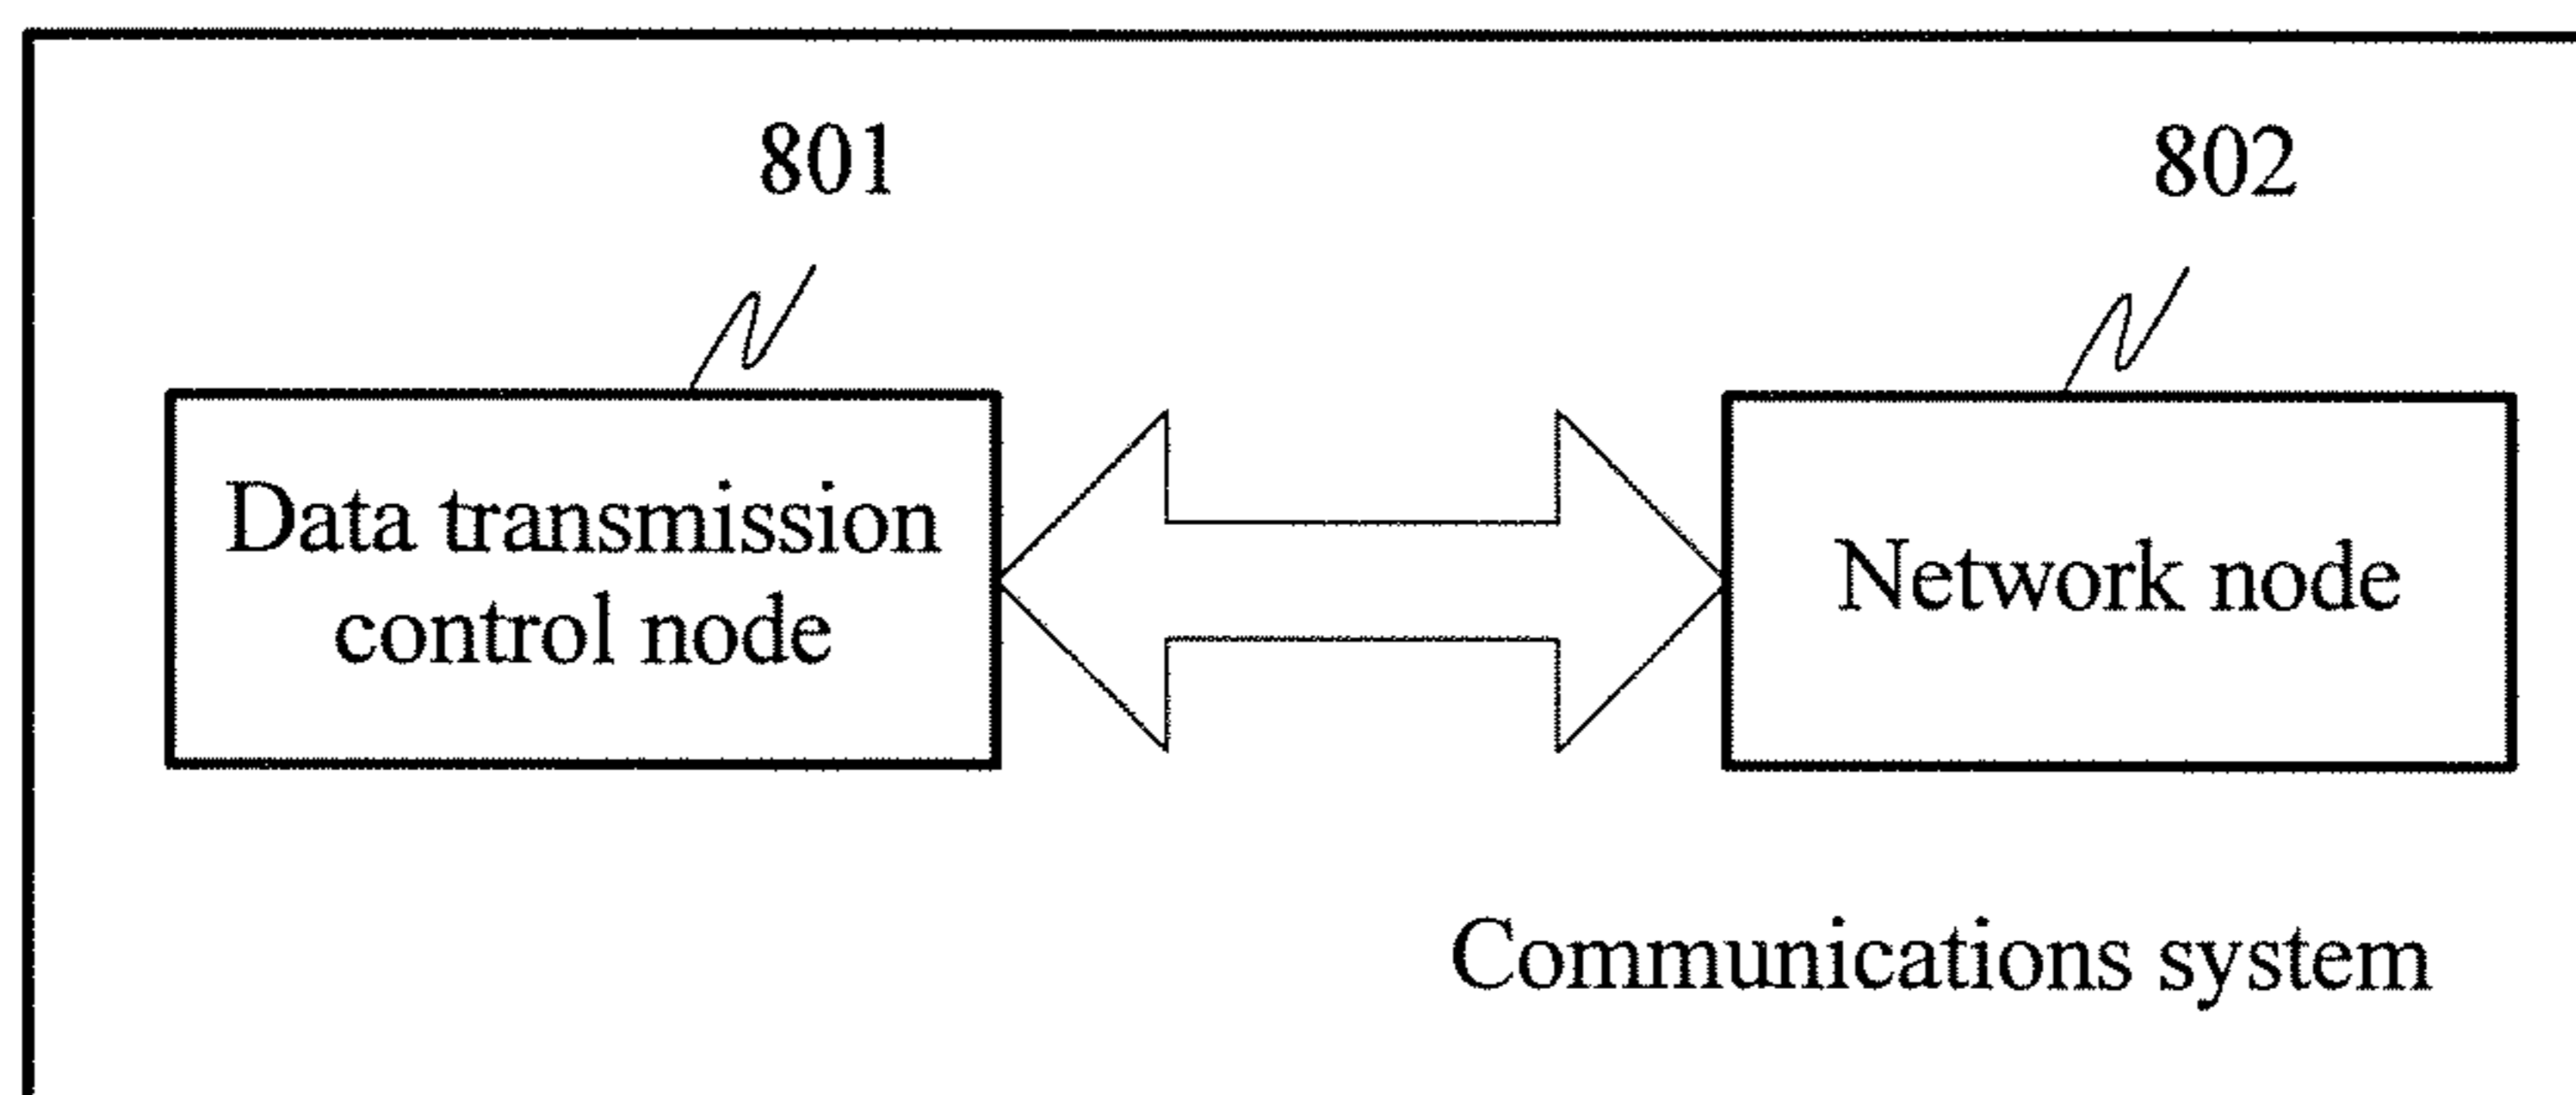 801
802
Data transmission
control node
Network node
Communications system